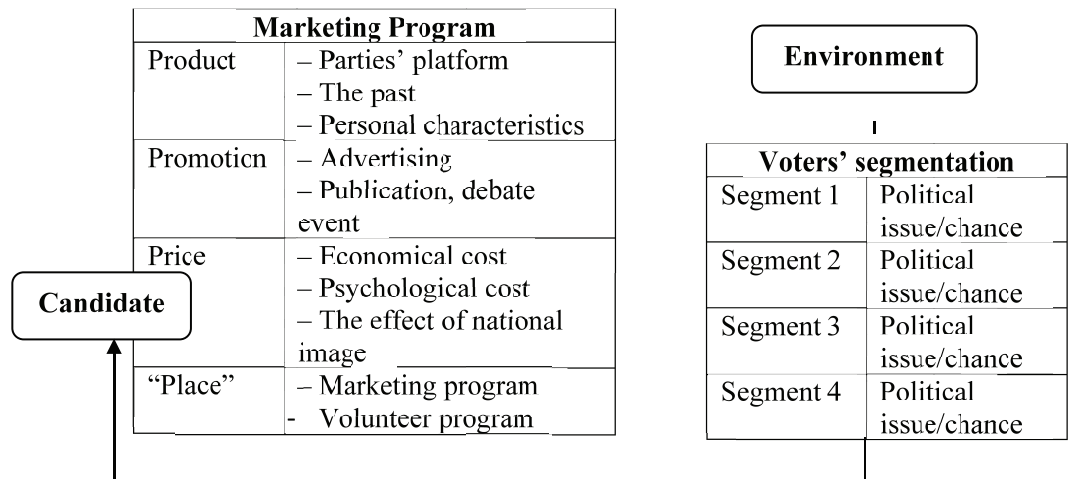 Marketing Program
Product
– Parties’ platform
– The past
– Personal characteristics
Promotion
– Advertising
– Publication, debate
event
Price
– Economical cost
– Psychological cost
– The effect of national
image
“Place”
– Marketing program
- Volunteer program
Candidate
Environment
Voters’ segmentation
Segment 1
Political
issue/chance
Segment 2
Political
issue/chance
Segment 3
Political
issue/chance
Segment 4
Political
issue/chance